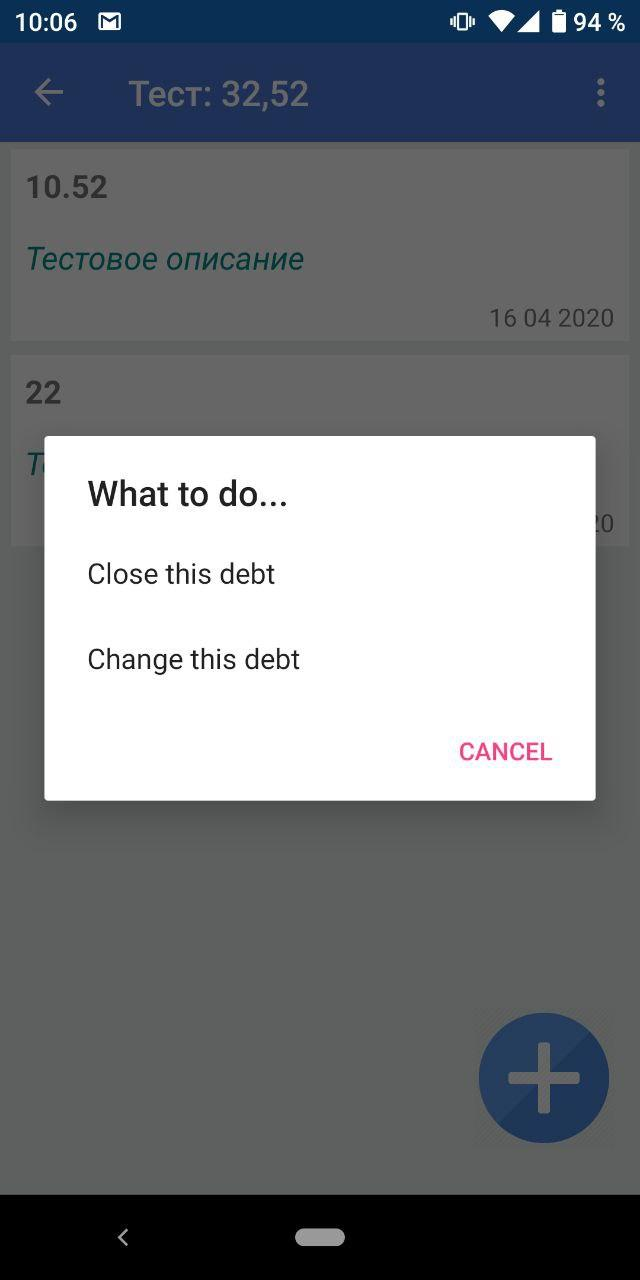 10:06 94 %
Тест: 32,52
10.52
Тестовое описание
16 04 2020
22
What to do...
Close this debt
Change this debt
CANCEL